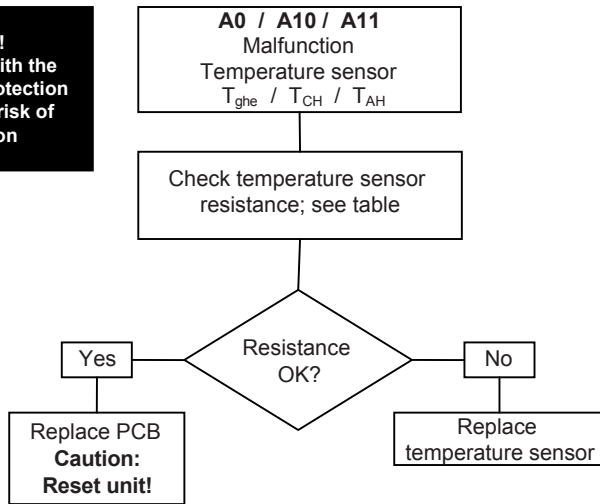 !
ith the
otection
risk of
on
A0 / A10 / A11
Malfunction
Temperature sensor
Tghe / TCH / TAH
Check temperature sensor
resistance; see table
Resistance
OK?
Yes
No
Replace PCB
Caution:
Reset unit!
Replace
temperature sensor